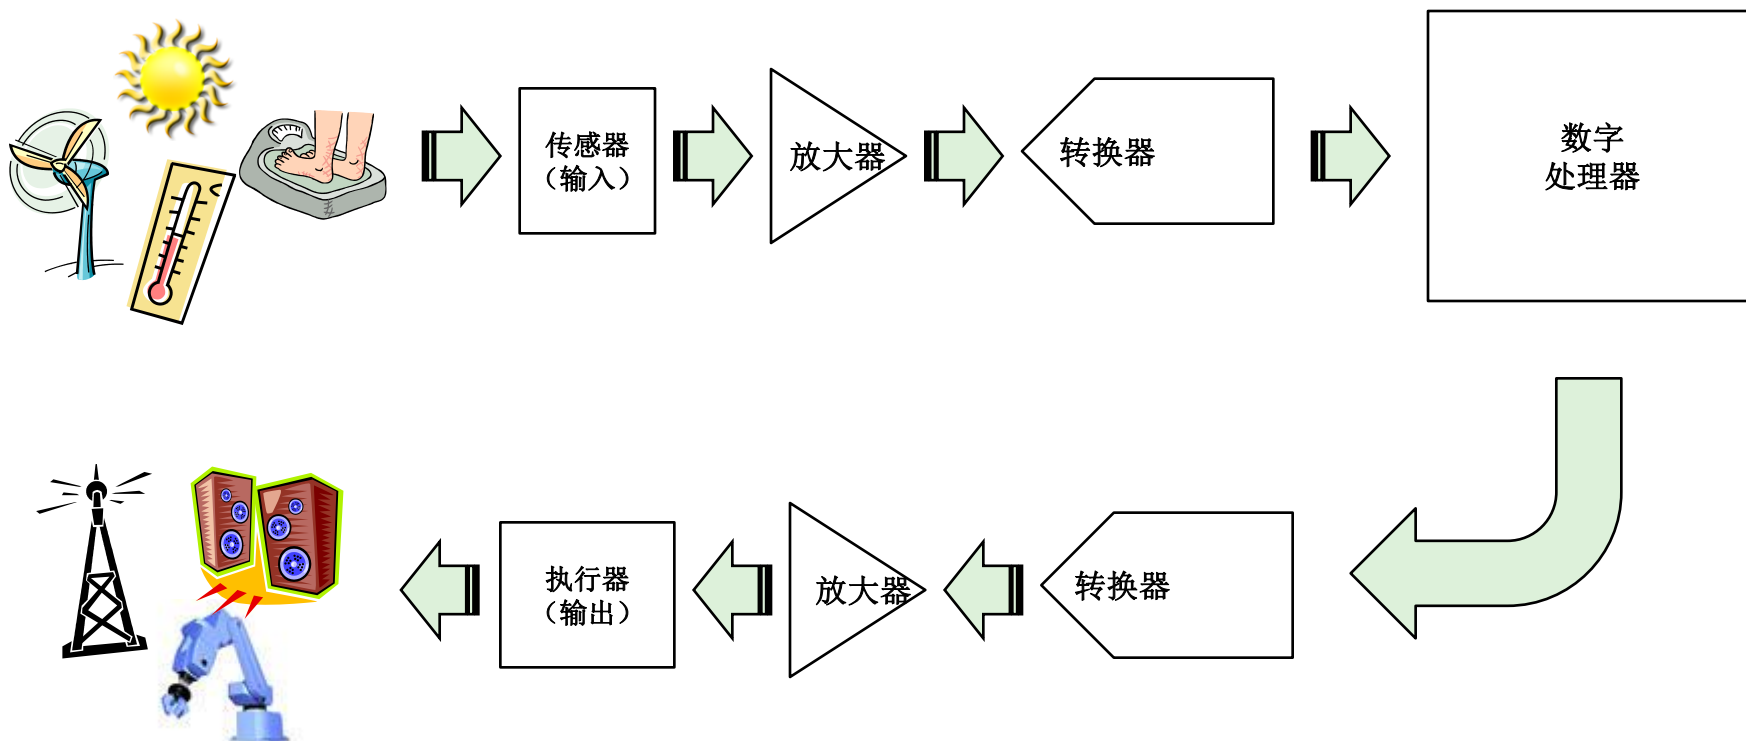 传感器
（输入）
放大器
转换器
数字
处理器
执行器
（输出）
放大器
转换器